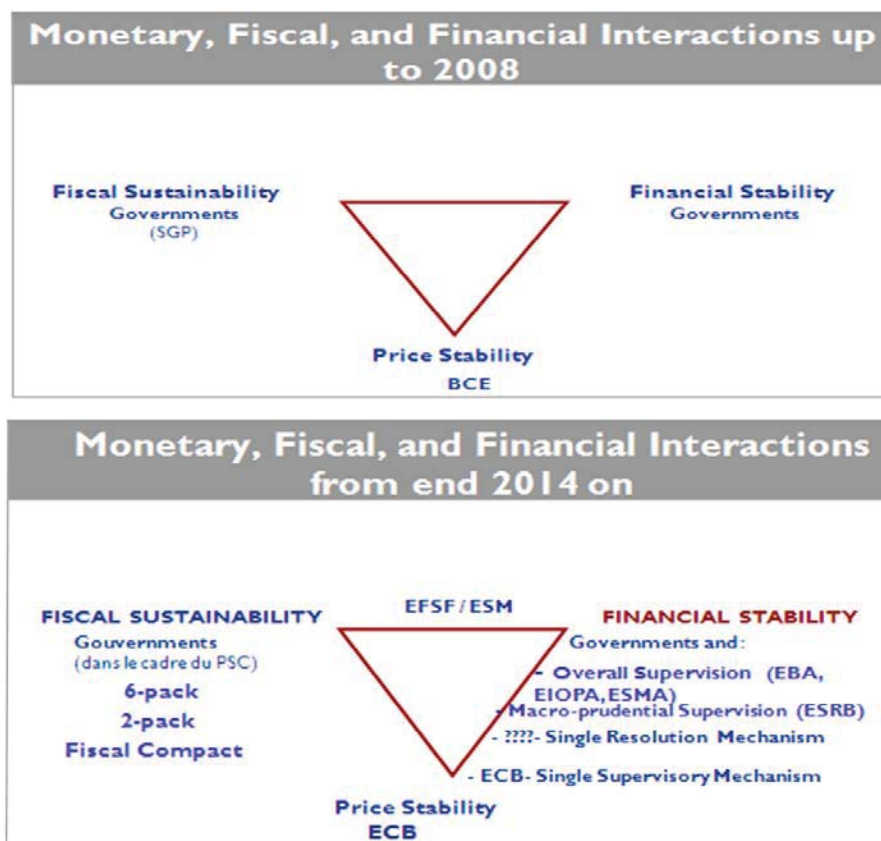 Monetary, Fiscal, and Financial Interactions up
to 2008
Fiscal Sustainability
Governments
(SGP)
Financial Stability
Governments
Price Stability
BCE
Monetary, Fiscal, and Financial Interactions
from end 2014 on
EFSF / ESM
FISCAL SUSTAINABILITY
Gouvernments
(dans le cadre du PSC)
6-pack
2-pack
Fiscal Compact
FINANCIAL STABILITY
Governments and:
- Overall Supervision (EBA,
EIOPA, ESMA)
- Macro-prudential Supervision (ESRB)
- ????- Single Resolution Mechanism
- ECB- Single Supervisory Mechanism
Price Stability
ECB